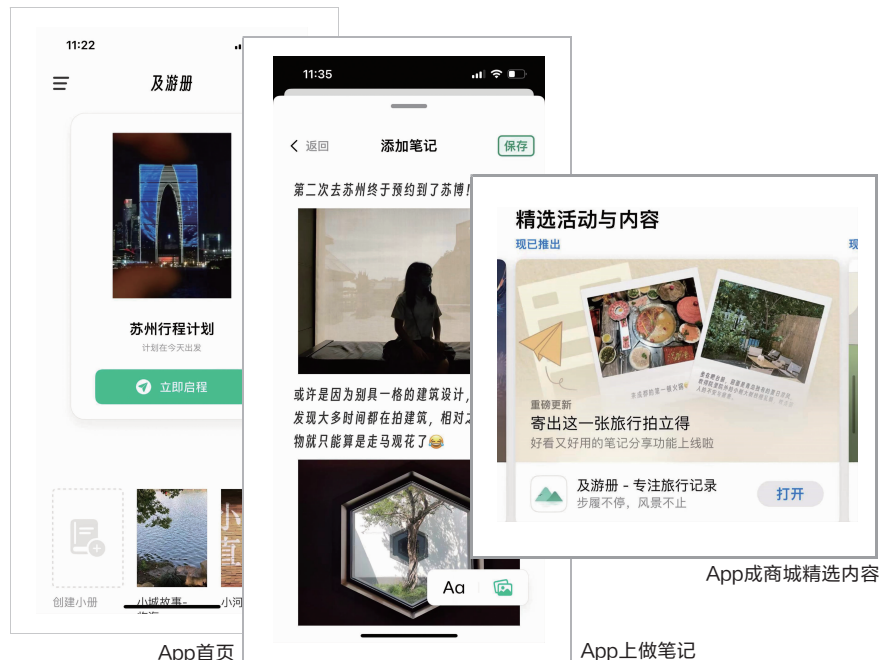 11:22
及游册
苏州行程计划
计划在今天出发
立即启程
创建小册
小城故事-
小河
App首页
11:35
返回
添加笔记
保存
第二次去苏州终于预约到了苏博！
或许是因为别具一格的建筑设计，
发现大多时间都在拍建筑，相对之
物就只能算是走马观花了😂
Aa
App上做笔记
精选活动与内容
现已推出
现
重磅更新
寄出这一张旅行拍立得
好看又好用的笔记分享功能上线啦
及游册 - 专注旅行记录
步履不停，风景不止
打开
App成商城精选内容